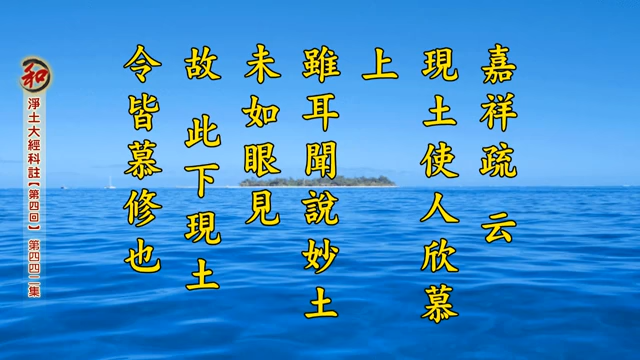 嘉祥疏 云
現土使人欣慕
上
雖耳聞說妙土
未如眼見
故 此下現土
令皆慕修也
和
淨土大經科註【第四回】 第四四二集